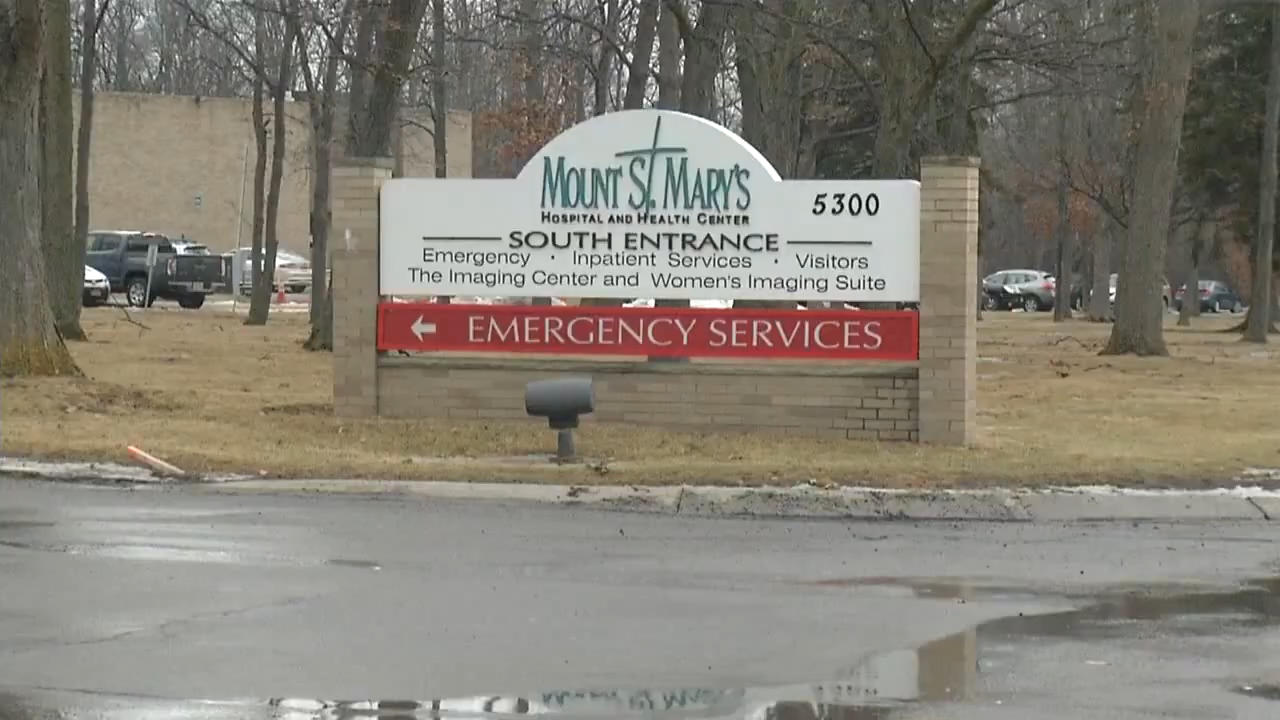 MOUNT ST. MARY'S
5300
HOSPITAL AND HEALTH CENTER
SOUTH ENTRANCE
Emergency · Inpatient Services · Visitors
The Imaging Center and Women's Imaging Suite
← EMERGENCY SERVICES